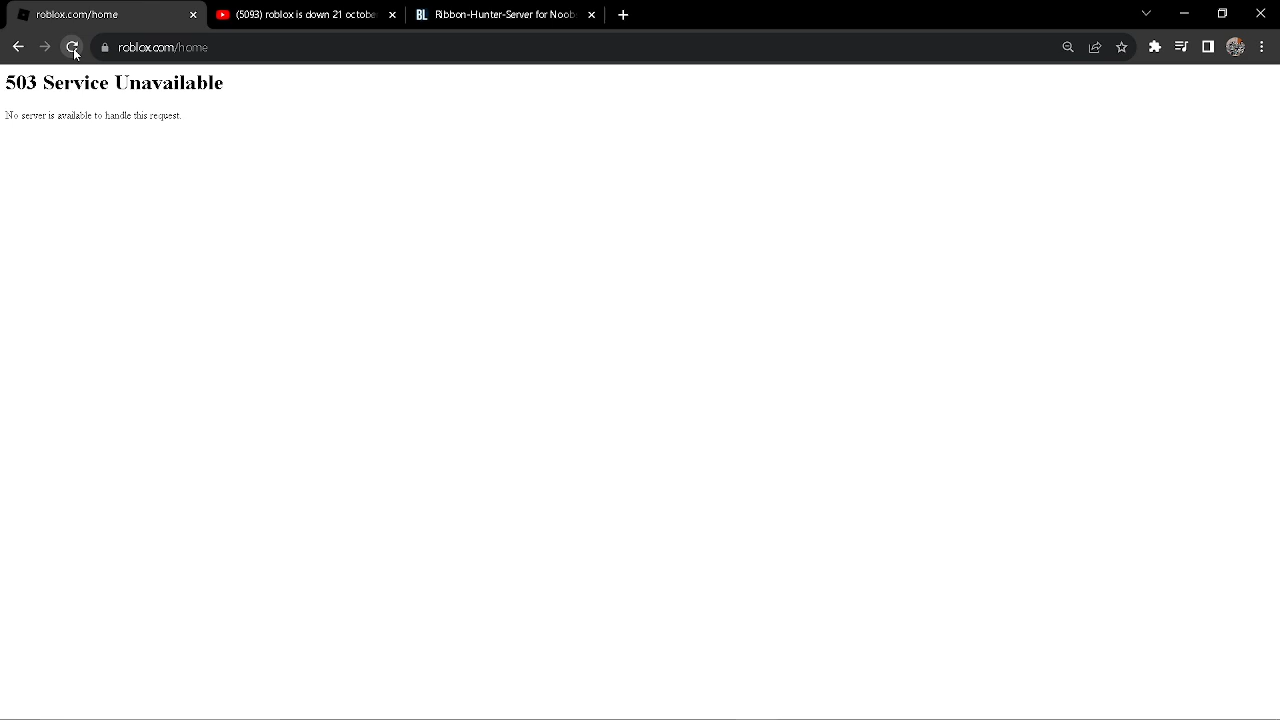 roblox.com/home
(5093) roblox is down 21 octobe
BL Ribbon-Hunter-Server for Noob
roblox.com/home
503 Service Unavailable
No server is available to handle this request.